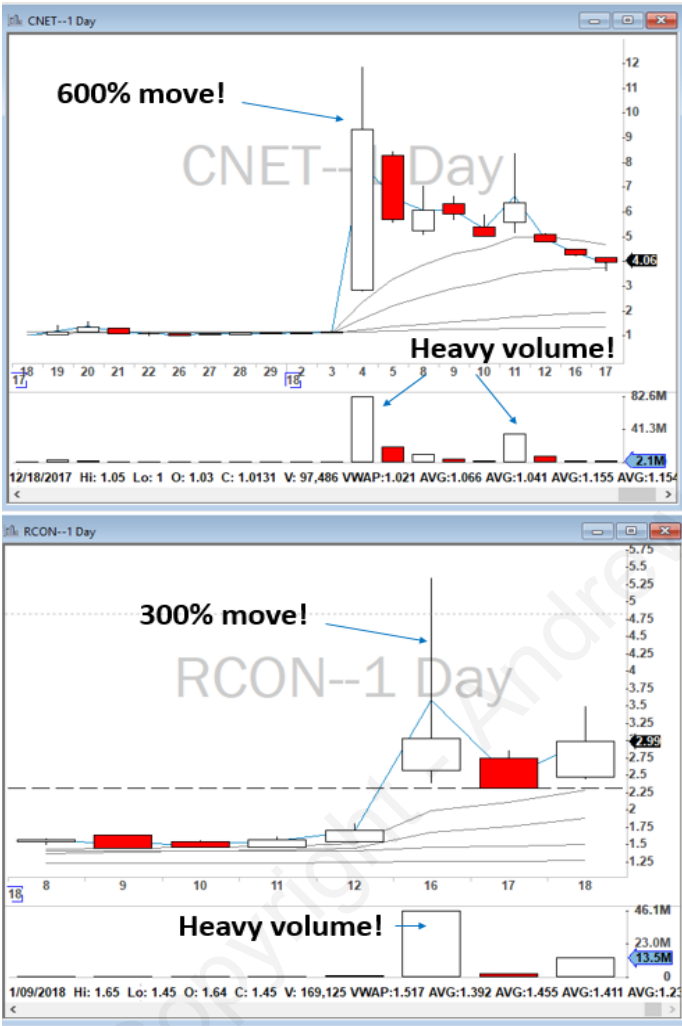 CNET--1 Day
600% move!
CNET--1 Day
12
11
10
9
8
7
6
5
4.06
3
2
1
Heavy volume!
18 19 20 21 22 26 27 28 29 2 3 4 5 8 9 10 11 12 16 17
17 18
82.6M
41.3M
2.1M
12/18/2017 Hi: 1.05 Lo: 1 O: 1.03 C: 1.0131 V: 97,486 VWAP:1.021 AVG:1.066 AVG:1.041 AVG:1.155 AVG:1.154
RCON--1 Day
5.75
5.5
5.25
5
4.75
4.5
4.25
4
3.75
3.5
3.25
2.99
2.75
2.5
2.25
2
1.75
1.5
1.25
300% move!
RCON--1 Day
8 9 10 11 12 16 17 18
18
Heavy volume!
46.1M
23.0M
13.5M
0
1/09/2018 Hi: 1.65 Lo: 1.45 O: 1.64 C: 1.45 V: 169,125 VWAP:1.517 AVG:1.392 AVG:1.455 AVG:1.411 AVG:1.23
Copyright - Andrew